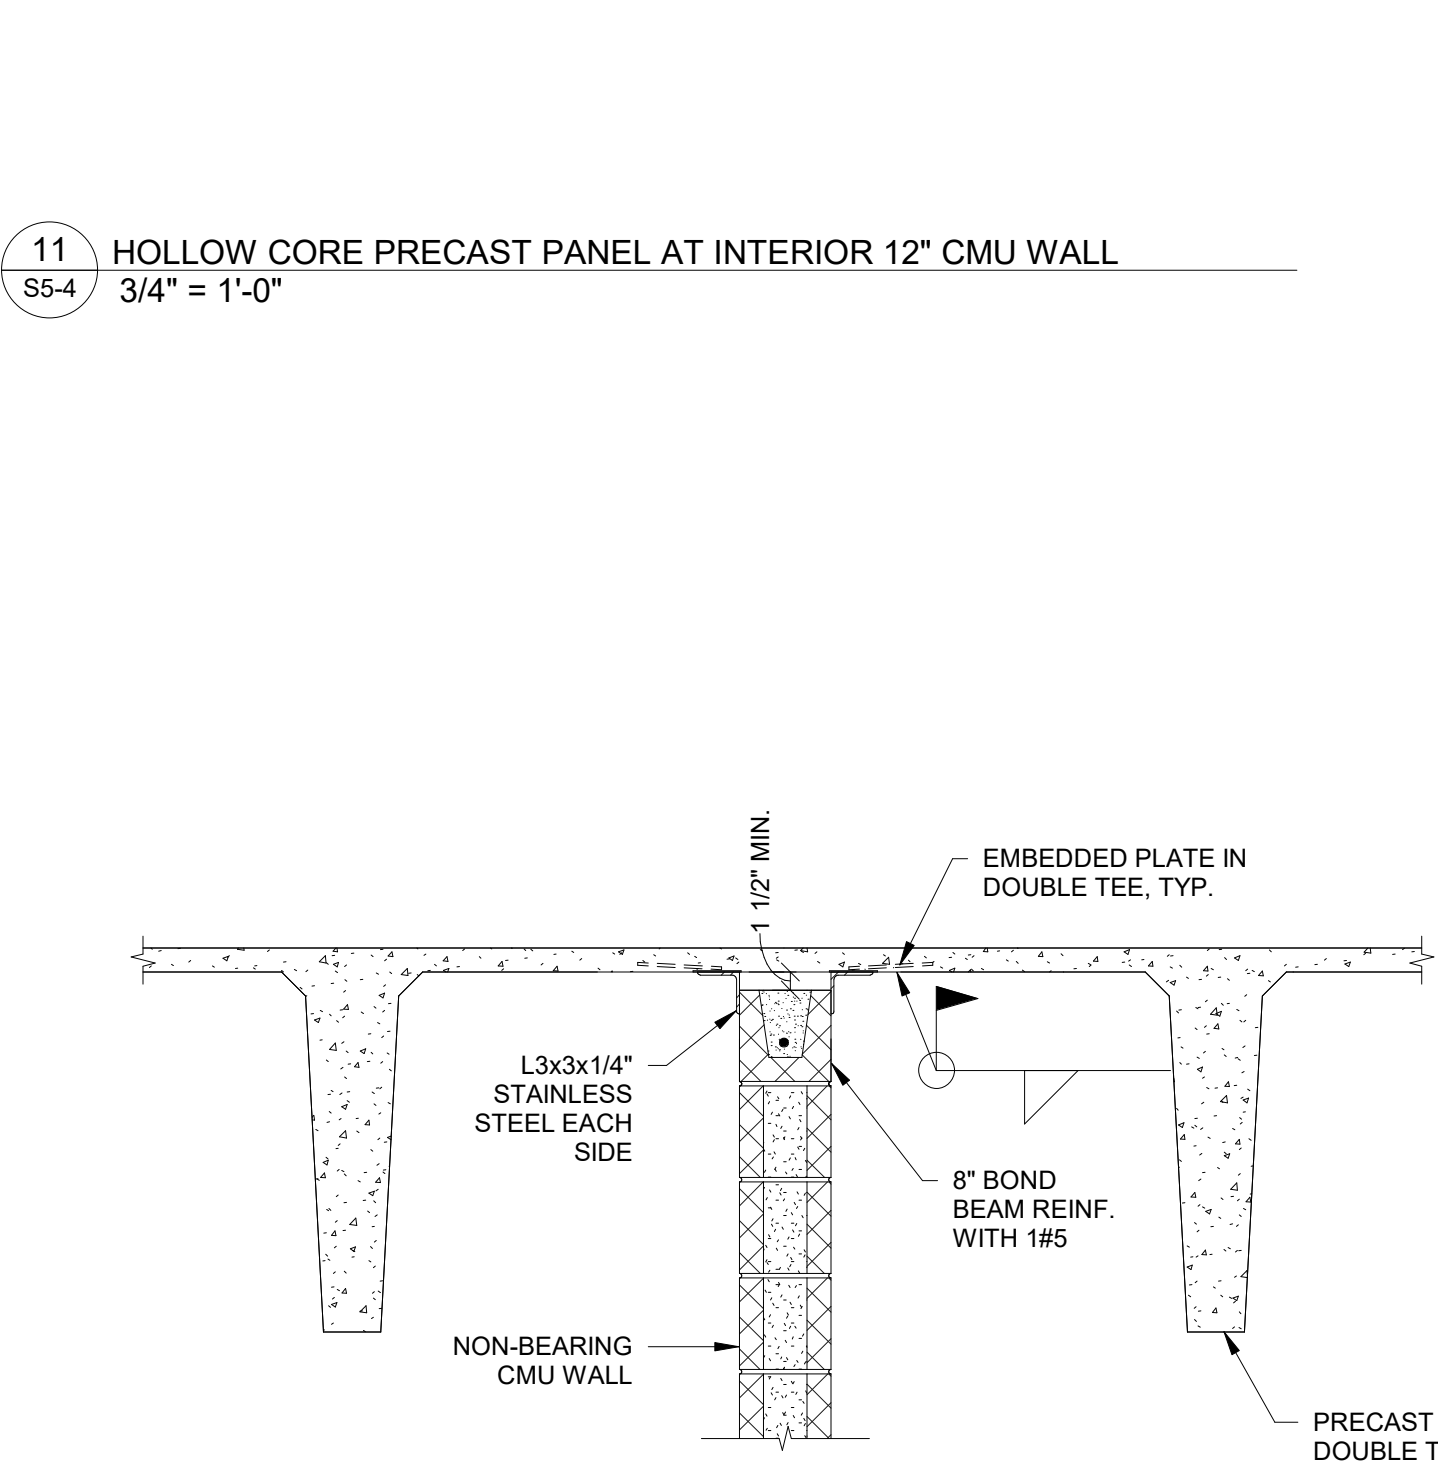 11
HOLLOW CORE PRECAST PANEL AT INTERIOR 12" CMU WALL
S5-4
3/4" = 1'-0"
1 1/2" MIN.
EMBEDDED PLATE IN
DOUBLE TEE, TYP.
L3x3x1/4"
STAINLESS
STEEL EACH
SIDE
8" BOND
BEAM REINF.
WITH 1#5
NON-BEARING
CMU WALL
PRECAST
DOUBLE T